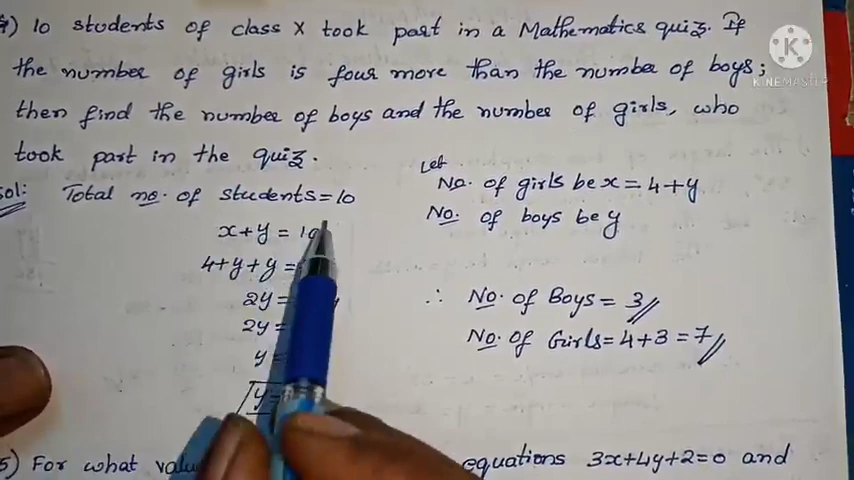 10 students of class X took part in a Mathematics quiz. If
the number of girls is four more than the number of boys;
then find the number of boys and the number of girls, who
took part in the quiz.
Sol: Total no. of students = 10
x+y = 10
4+y+y =
2y =
2y =
y =
y =
Let
No. of girls be x = 4+y
No. of boys be y
∴ No. of Boys = 3
No. of Girls = 4+3 = 7
5) For what equations 3x+4y+2=0 and
KINEMASTER